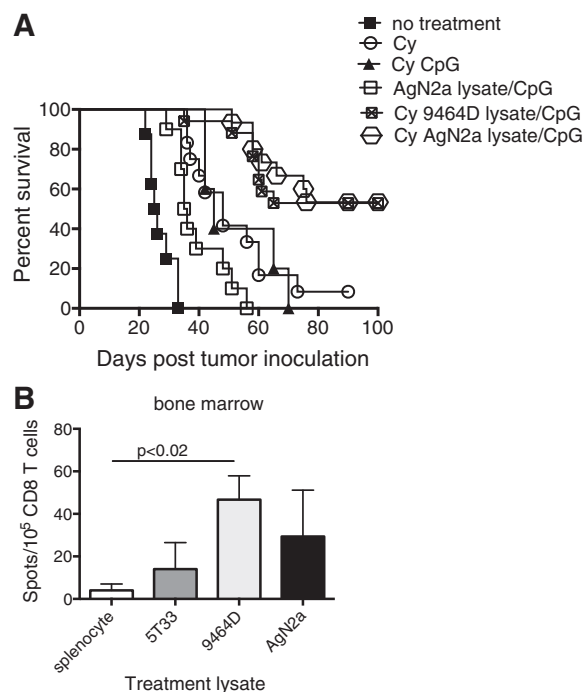 A
no treatment
Cy
Cy CpG
AgN2a lysate/CpG
Cy 9464D lysate/CpG
Cy AgN2a lysate/CpG
Percent survival
100
80
60
40
20
0
0 20 40 60 80 100
Days post tumor inoculation
B
bone marrow
p<0.02
Spots/10⁵ CD8 T cells
80
60
40
20
0
splenocyte
5T33
9464D
AgN2a
Treatment lysate